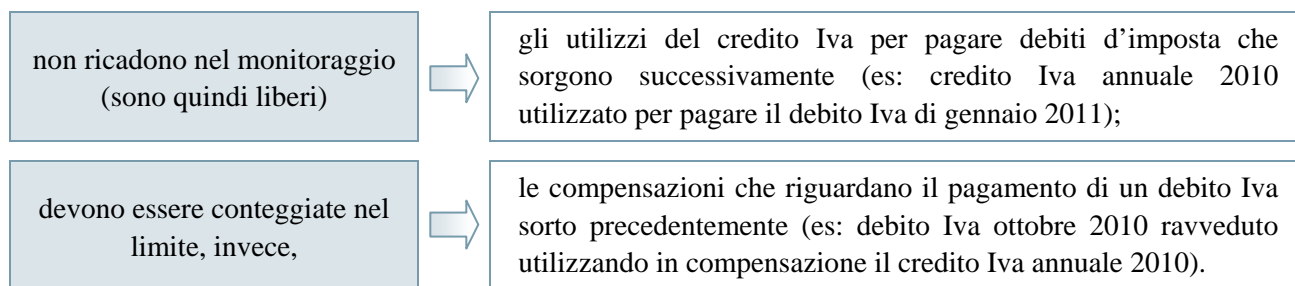 non ricadono nel monitoraggio
(sono quindi liberi)
gli utilizzi del credito Iva per pagare debiti d’imposta che
sorgono successivamente (es: credito Iva annuale 2010
utilizzato per pagare il debito Iva di gennaio 2011);
devono essere conteggiate nel
limite, invece,
le compensazioni che riguardano il pagamento di un debito Iva
sorto precedentemente (es: debito Iva ottobre 2010 ravveduto
utilizzando in compensazione il credito Iva annuale 2010).